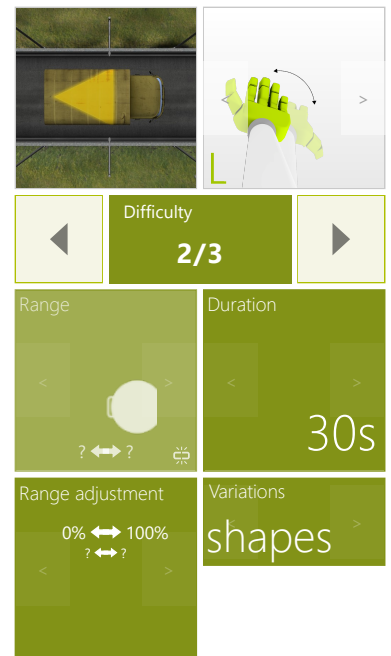 L
Difficulty
2/3
Range
? ?
Duration
30s
Range adjustment
0% 100%
? ?
Variations
shapes